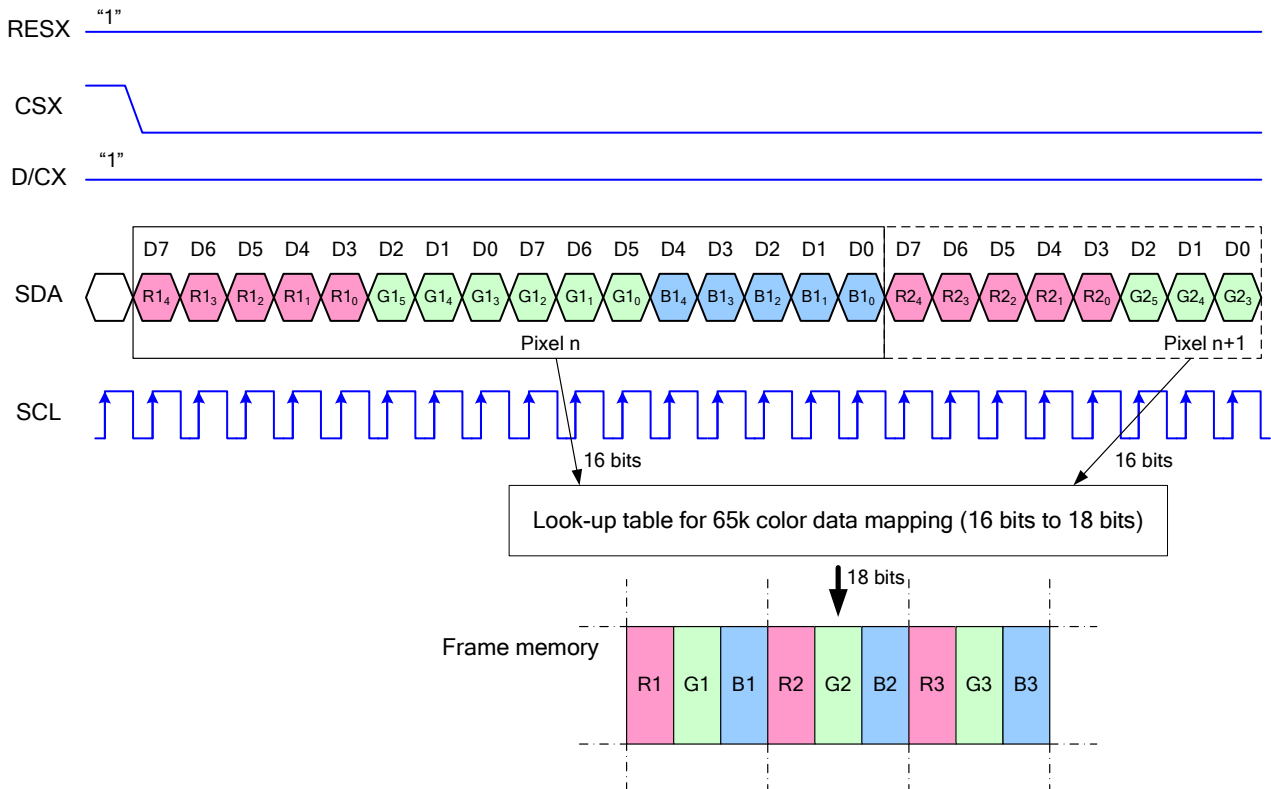 RESX “1”
CSX
D/CX “1”
D7 D6 D5 D4 D3 D2 D1 D0 D7 D6 D5 D4 D3 D2 D1 D0 D7 D6 D5 D4 D3 D2 D1 D0
SDA R1₄ R1₃ R1₂ R1₁ R1₀ G1₅ G1₄ G1₃ G1₂ G1₁ G1₀ B1₄ B1₃ B1₂ B1₁ B1₀ R2₄ R2₃ R2₂ R2₁ R2₀ G2₅ G2₄ G2₃
Pixel n Pixel n+1
SCL
16 bits 16 bits
Look-up table for 65k color data mapping (16 bits to 18 bits)
18 bits
Frame memory
R1 G1 B1 R2 G2 B2 R3 G3 B3